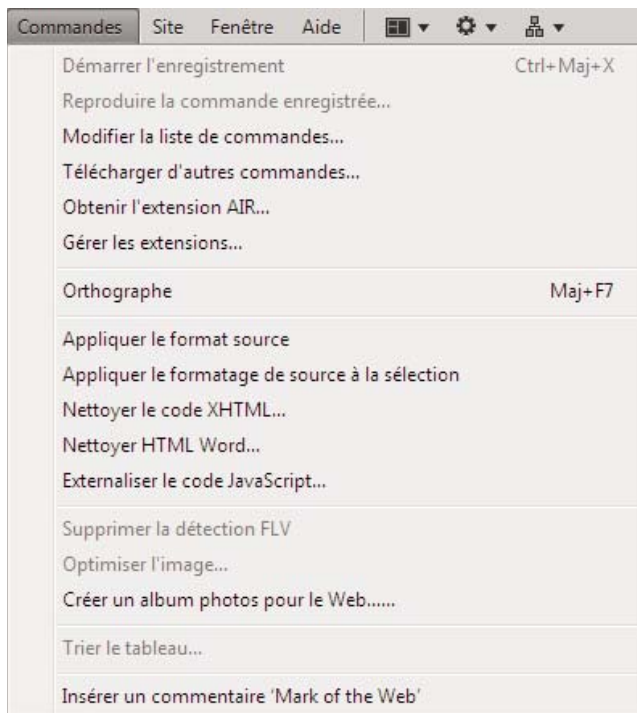 Commandes Site Fenêtre Aide
Démarrer l'enregistrement Ctrl+Maj+X
Reproduire la commande enregistrée...
Modifier la liste de commandes...
Télécharger d'autres commandes...
Obtenir l'extension AIR...
Gérer les extensions...
Orthographe Maj+F7
Appliquer le format source
Appliquer le formatage de source à la sélection
Nettoyer le code XHTML...
Nettoyer HTML Word...
Externaliser le code JavaScript...
Supprimer la détection FLV
Optimiser l'image...
Créer un album photos pour le Web......
Trier le tableau...
Insérer un commentaire 'Mark of the Web'